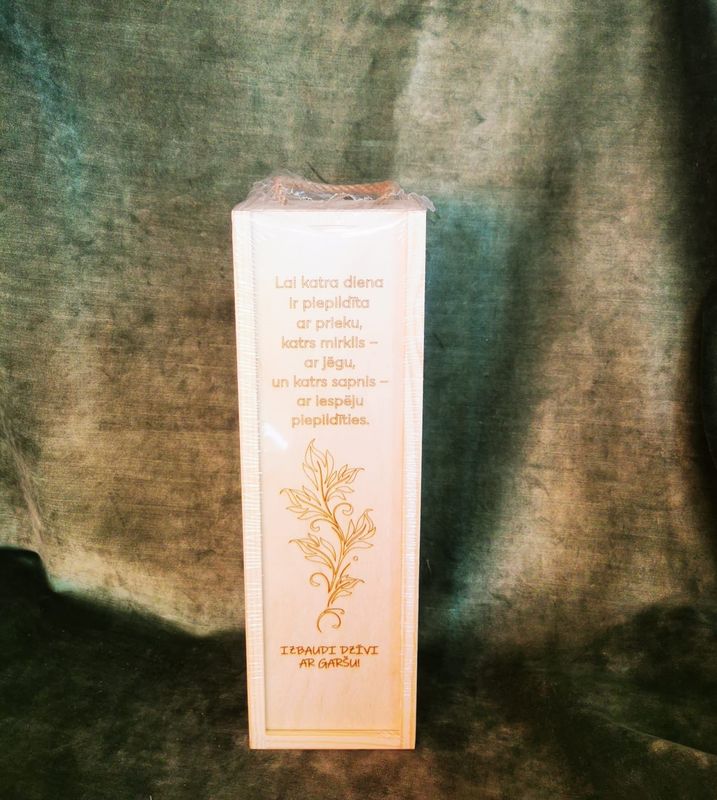 Lai katra diena
ir piepildīta
ar prieku,
katrs mirklis –
ar jēgu,
un katrs sapnis –
ar iespēju
piepildīties.
IZBAUDI DZĪVI
AR GARŠU!